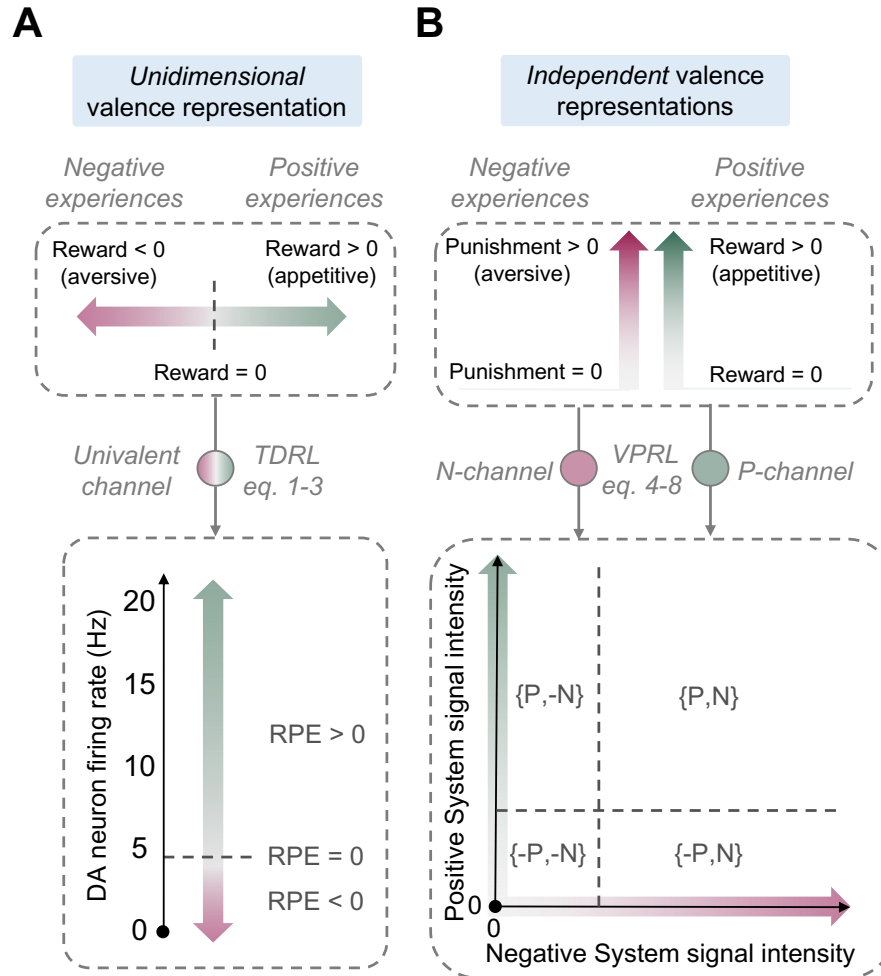 A
Unidimensional
valence representation
Negative
experiences
Positive
experiences
Reward < 0
(aversive)
Reward > 0
(appetitive)
Reward = 0
Univalent
channel
TDRL
eq. 1-3
DA neuron firing rate (Hz)
20
15
10
5
0
RPE > 0
RPE = 0
RPE < 0
B
Independent valence
representations
Negative
experiences
Positive
experiences
Punishment > 0
(aversive)
Reward > 0
(appetitive)
Punishment = 0
Reward = 0
N-channel
VPRL
eq. 4-8
P-channel
Positive System signal intensity
{P,-N}
{P,N}
{-P,-N}
{-P,N}
0
0
Negative System signal intensity